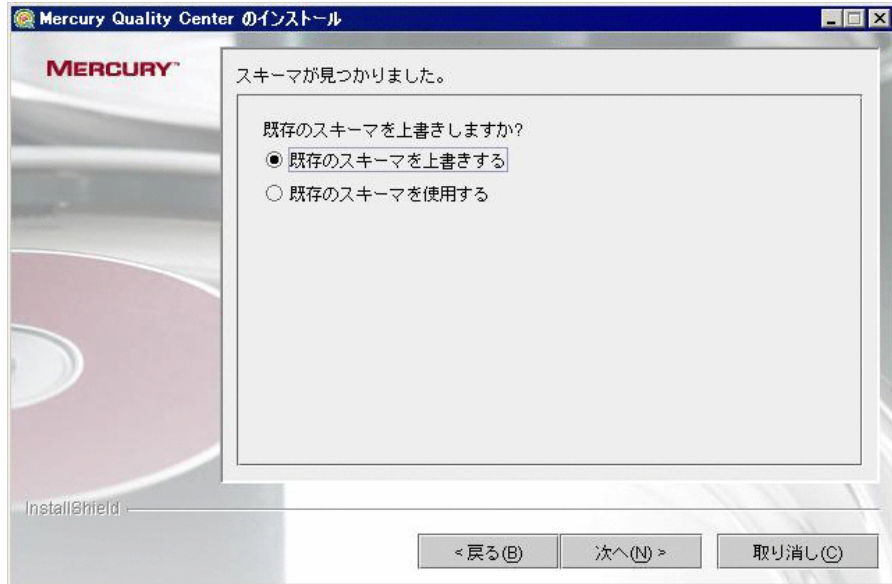 Mercury Quality Center のインストール
MERCURY™
スキーマが見つかりました。
既存のスキーマを上書きしますか?
既存のスキーマを上書きする
既存のスキーマを使用する
InstallShield
<戻る(B)
次へ(N) >
取り消し(C)